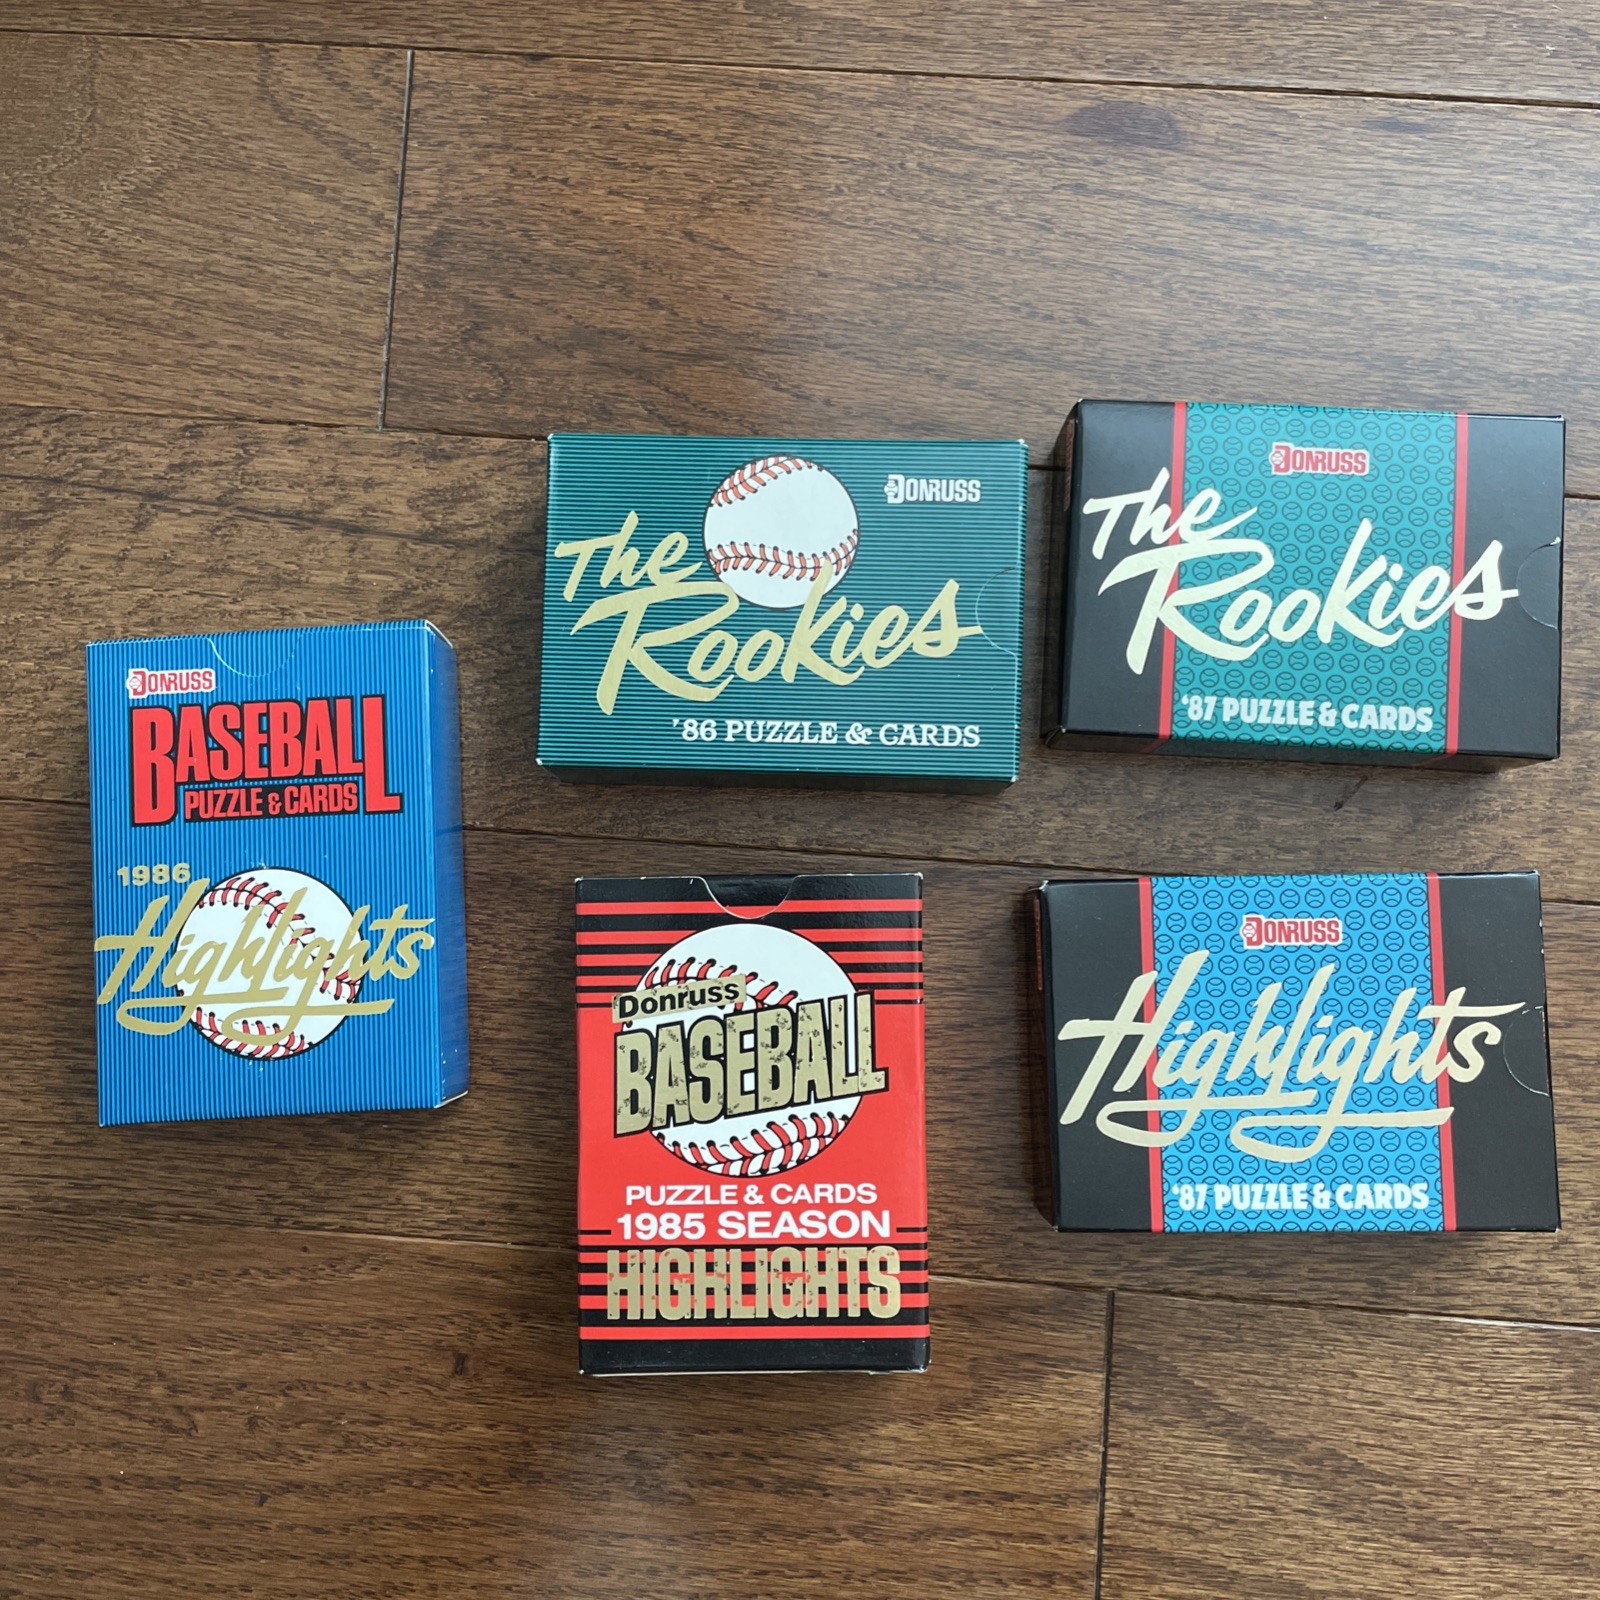 DONRUSS
BASEBALL
PUZZLE & CARDS
1986
Highlights
DONRUSS
The
Rookies
'86 PUZZLE & CARDS
DONRUSS
The
Rookies
'87 PUZZLE & CARDS
Donruss
BASEBALL
PUZZLE & CARDS
1985 SEASON
HIGHLIGHTS
DONRUSS
Highlights
'87 PUZZLE & CARDS